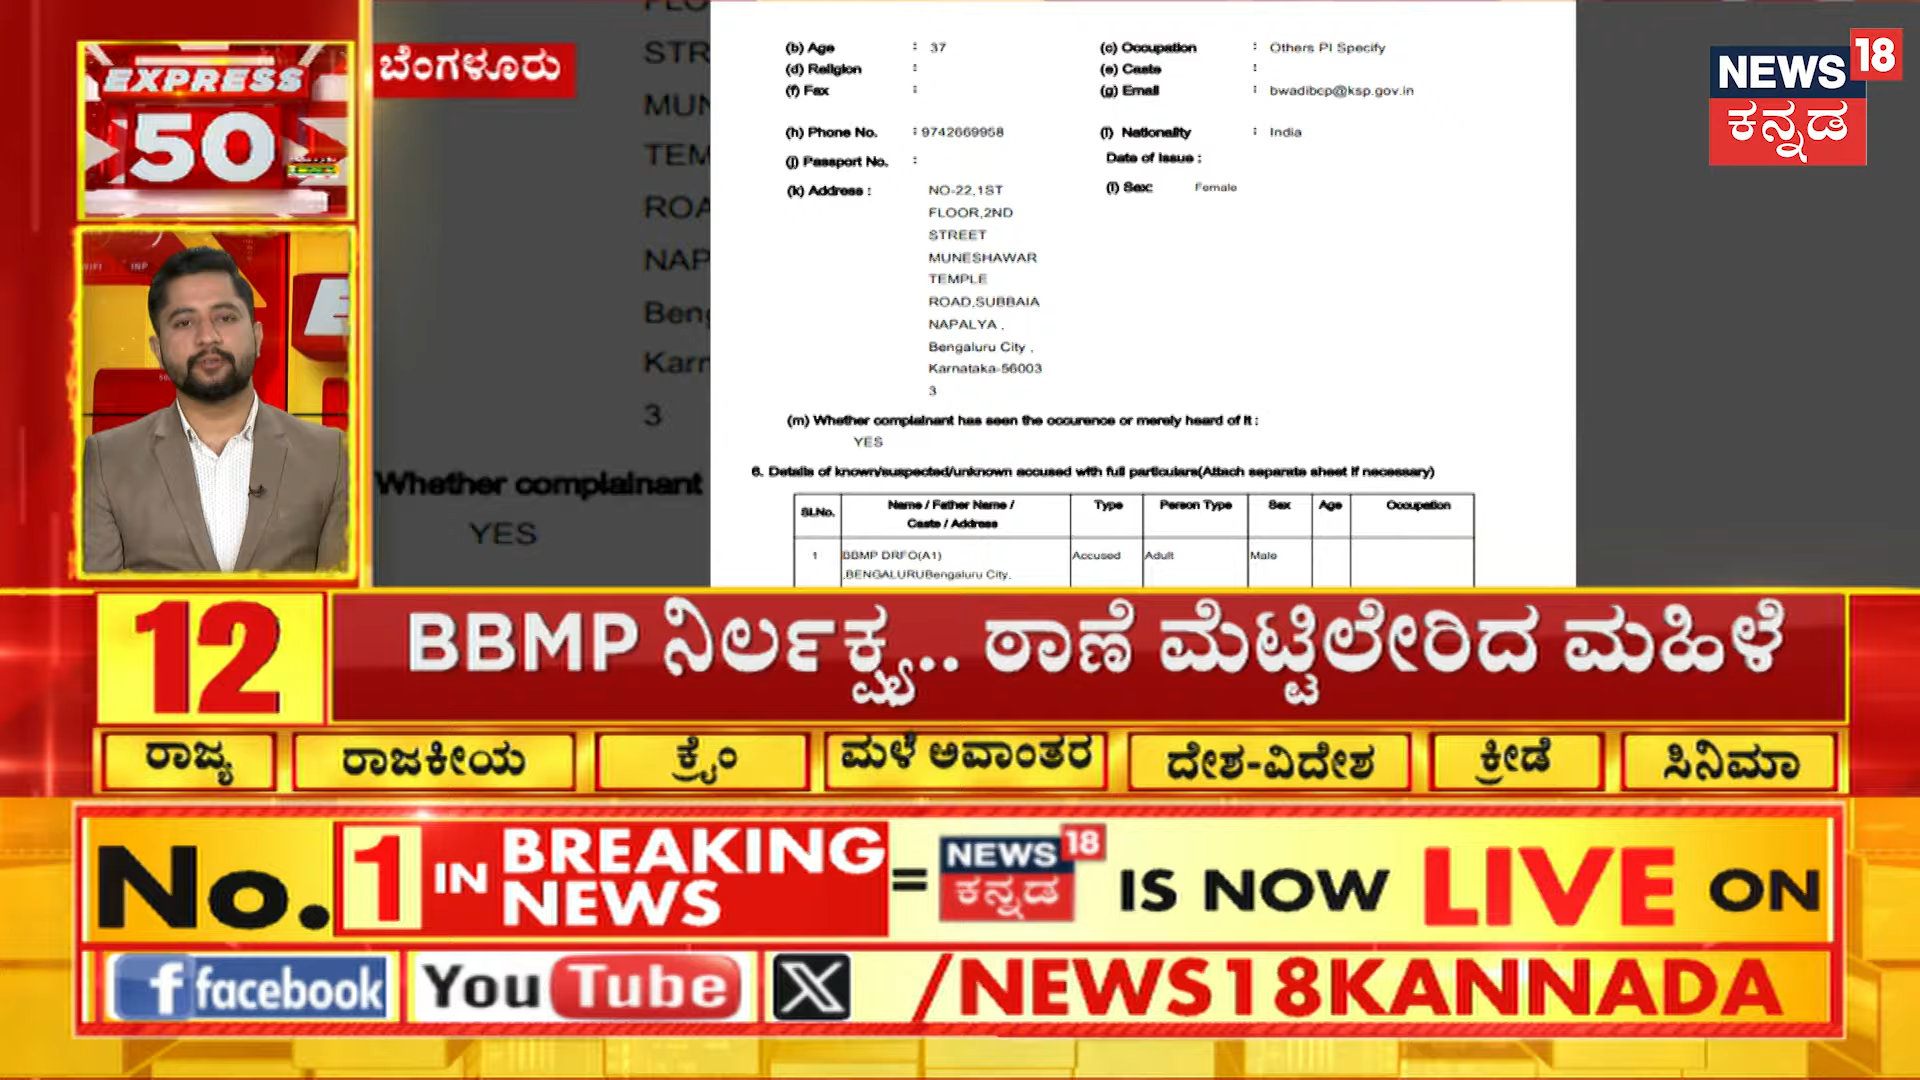 EXPRESS
50
ಬೆಂಗಳೂರು
NEWS 18
ಕನ್ನಡ
STR
MUN
TEM
ROA
NAP
Beng
Karn
3
Whether complainant
YES
(b) Age : 37 (c) Occupation : Others PI Specify
(d) Religion : (e) Caste :
(f) Fax : (g) Email : bwadibcp@ksp.gov.in
(h) Phone No. : 9742669958 (i) Nationality : India
(j) Passport No. : Date of Issue :
(k) Address : NO-22,1ST (l) Sex: Female
FLOOR,2ND
STREET
MUNESHAWAR
TEMPLE
ROAD,SUBBAIA
NAPALYA ,
Bengaluru City ,
Karnataka-56003
3
(m) Whether complainant has seen the occurence or merely heard of it :
YES
6. Details of known/suspected/unknown accused with full particulars(Attach separate sheet if necessary)
Sl.No. Name / Father Name / Caste / Address Type Person Type Sex Age Occupation
1 BBMP DRFO(A1) Accused Adult Male
,BENGALURUBengaluru City,
12 BBMP ನಿರ್ಲಕ್ಷ್ಯ.. ಠಾಣೆ ಮೆಟ್ಟಿಲೇರಿದ ಮಹಿಳೆ
ರಾಜ್ಯ ರಾಜಕೀಯ ಕ್ರೈಂ ಮಳೆ ಅವಾಂತರ ದೇಶ-ವಿದೇಶ ಕ್ರೀಡೆ ಸಿನಿಮಾ
No. 1 IN BREAKING NEWS = NEWS 18 ಕನ್ನಡ IS NOW LIVE ON
facebook YouTube X /NEWS18KANNADA